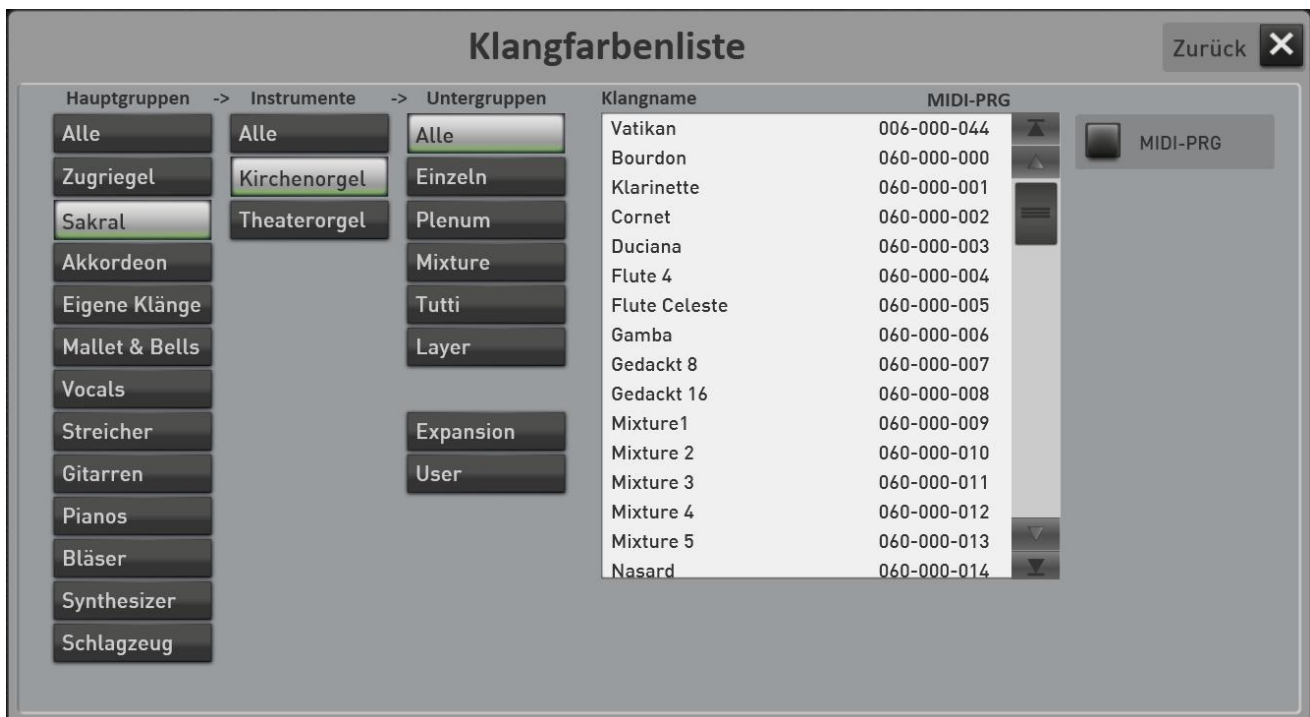 Klangfarbenliste
Zurück
Hauptgruppen -> Instrumente -> Untergruppen
Klangname MIDI-PRG
Alle
Zugriegel
Sakral
Akkordeon
Eigene Klänge
Mallet & Bells
Vocals
Streicher
Gitarren
Pianos
Bläser
Synthesizer
Schlagzeug
Alle
Kirchenorgel
Theaterorgel
Alle
Einzeln
Plenum
Mixture
Tutti
Layer
Expansion
User
Vatikan 006-000-044
Bourdon 060-000-000
Klarinette 060-000-001
Cornet 060-000-002
Duciana 060-000-003
Flute 4 060-000-004
Flute Celeste 060-000-005
Gamba 060-000-006
Gedackt 8 060-000-007
Gedackt 16 060-000-008
Mixture1 060-000-009
Mixture 2 060-000-010
Mixture 3 060-000-011
Mixture 4 060-000-012
Mixture 5 060-000-013
Nasard 060-000-014
MIDI-PRG